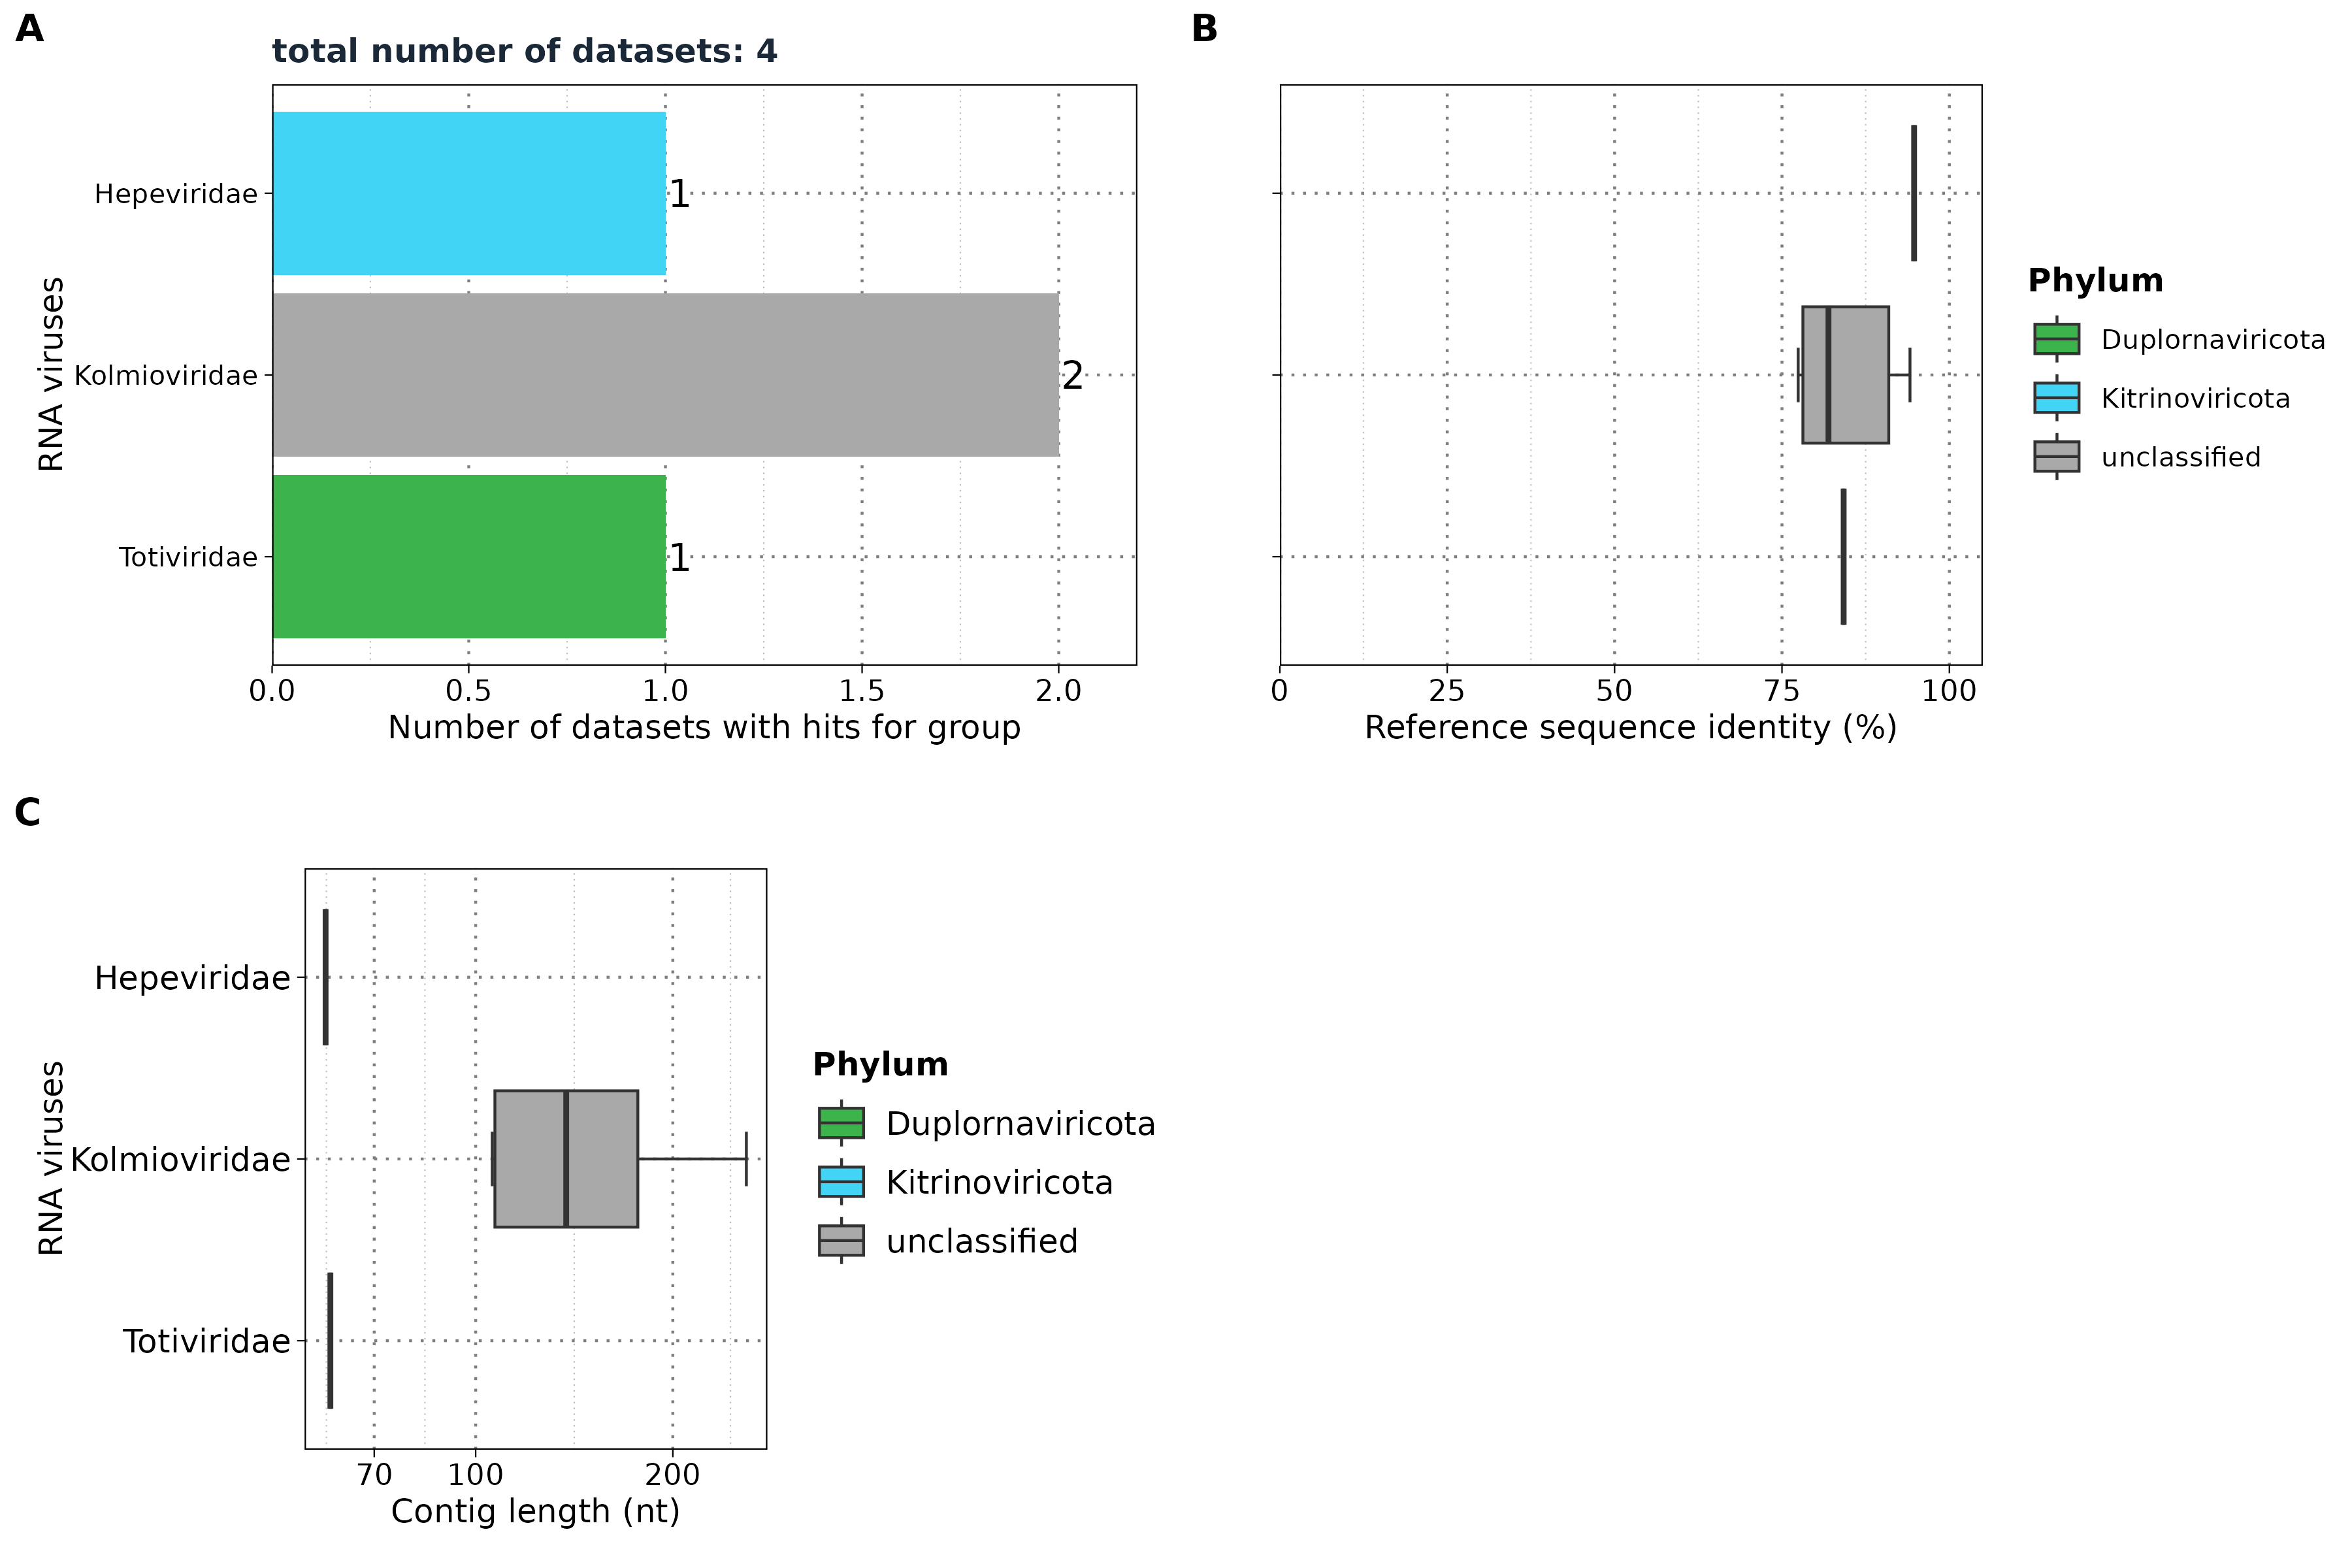 A
total number of datasets: 4
RNA viruses
Hepeviridae
Kolmioviridae
Totiviridae
1
2
1
0.0 0.5 1.0 1.5 2.0
Number of datasets with hits for group
B
0 25 50 75 100
Reference sequence identity (%)
Phylum
Duplornaviricota
Kitrinoviricota
unclassified
C
RNA viruses
Hepeviridae
Kolmioviridae
Totiviridae
70 100 200
Contig length (nt)
Phylum
Duplornaviricota
Kitrinoviricota
unclassified